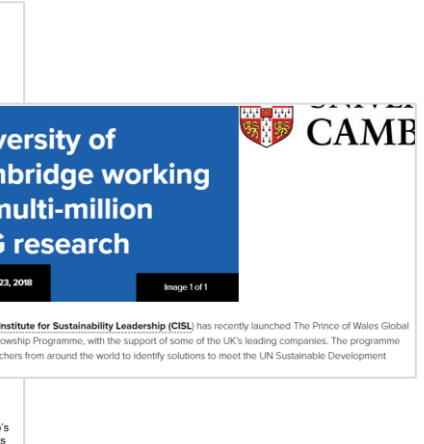 CAMB
versity of
nbridge working
multi-million
G research
23, 2018
Image 1 of 1
Institute for Sustainability Leadership (CISL) has recently launched The Prince of Wales Global
owship Programme, with the support of some of the UK's leading companies. The programme
chers from around the world to identify solutions to meet the UN Sustainable Development
's
s